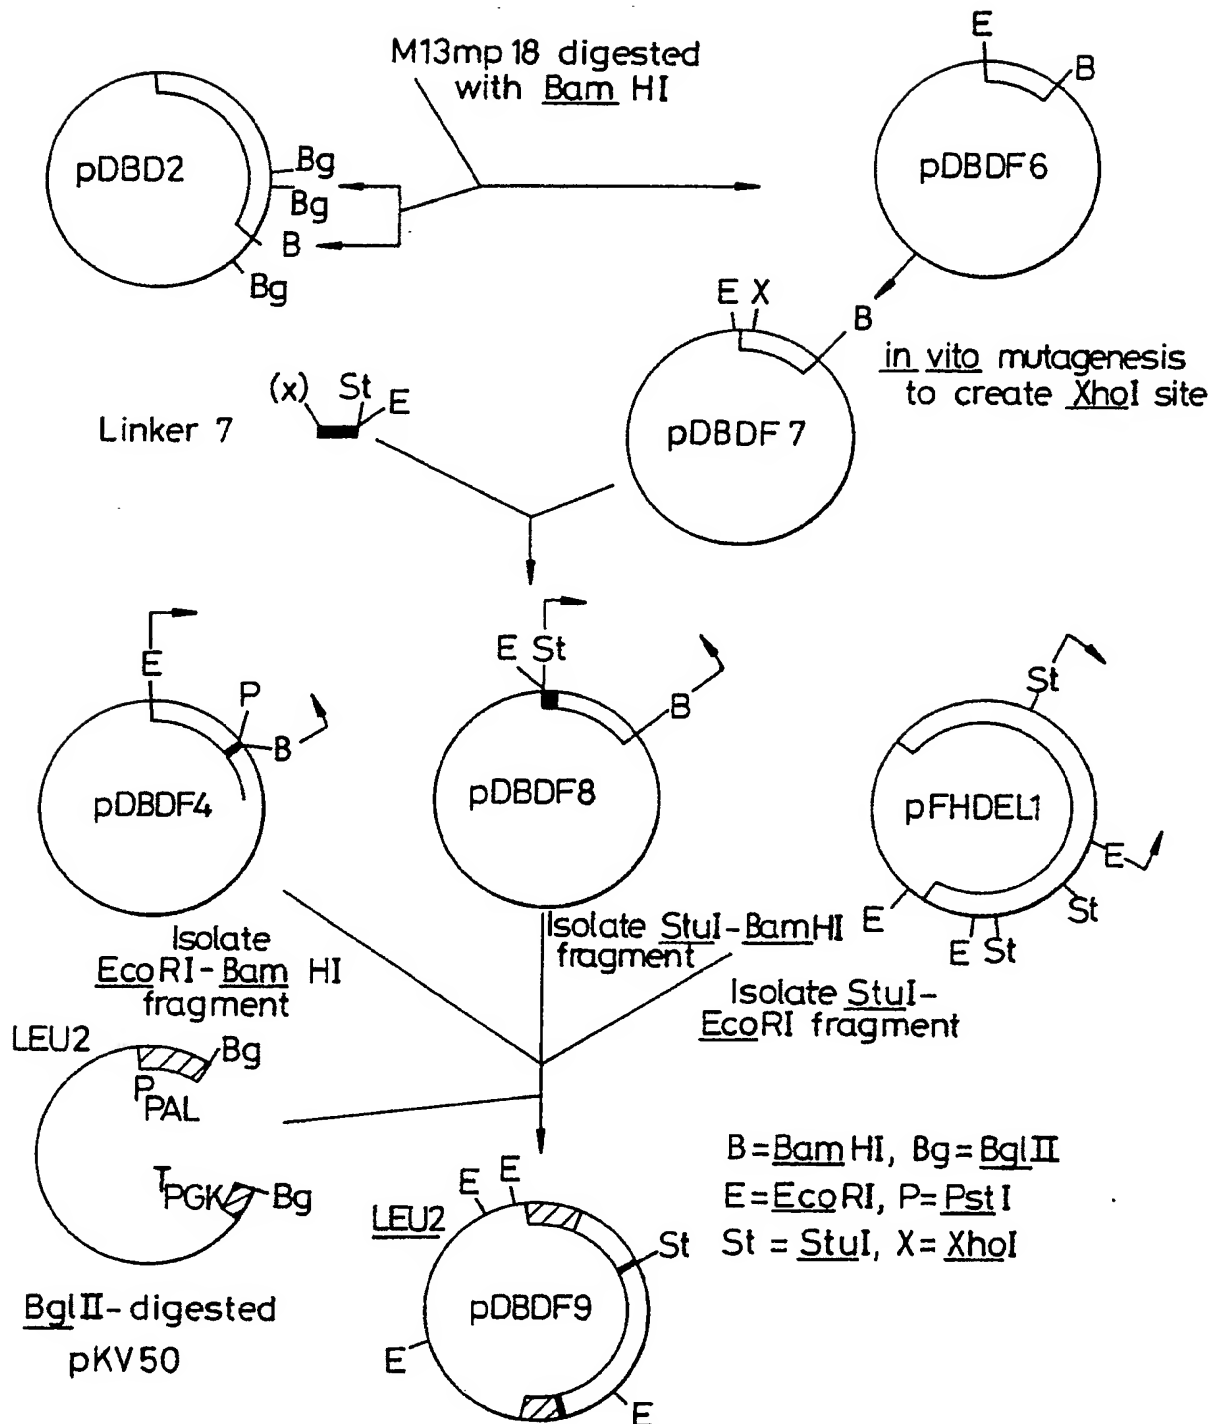 M13mp 18 digested
with Bam HI
E
B
pDBD2
Bg
Bg
B
Bg
pDBDF6
E X
B
in vito mutagenesis
to create XhoI site
(x) St E
Linker 7
pDBDF7
E
P
B
pDBDF4
E St
B
pDBDF8
St
pFHDEL1
E
St
E St
E
Isolate
EcoRI-Bam HI
fragment
Isolate StuI-BamHI
fragment
Isolate StuI-
EcoRI fragment
LEU2
Bg
PPAL
TPGK
Bg
BglII-digested
pKV50
E E
LEU2
St
pDBDF9
E
E
B=BamHI, Bg=BglII
E=EcoRI, P=PstI
St = StuI, X=XhoI